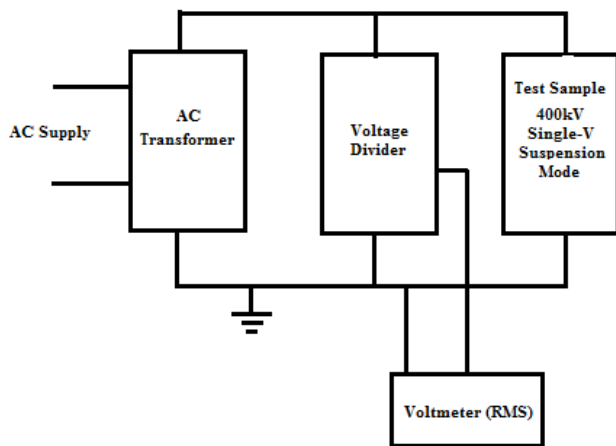 AC Supply
AC
Transformer
Voltage
Divider
Test Sample
400kV
Single-V
Suspension
Mode
Voltmeter (RMS)